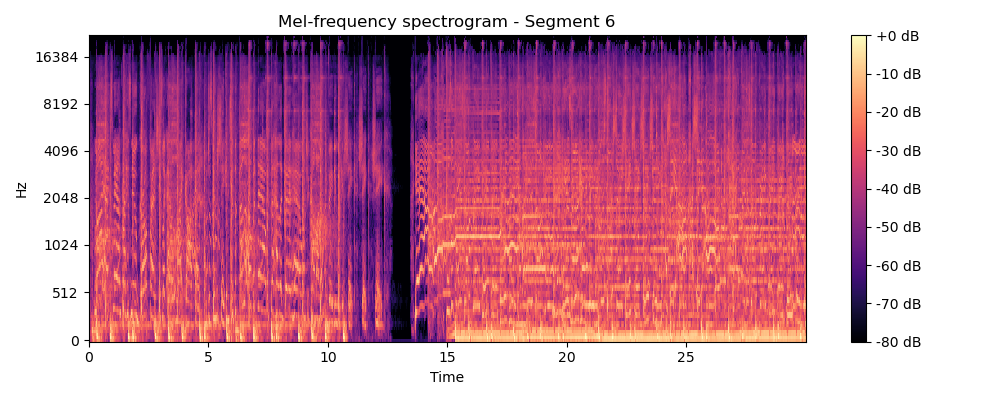 Mel-frequency spectrogram - Segment 6
Hz
16384
8192
4096
2048
1024
512
0
0 5 10 15 20 25
Time
+0 dB
-10 dB
-20 dB
-30 dB
-40 dB
-50 dB
-60 dB
-70 dB
-80 dB